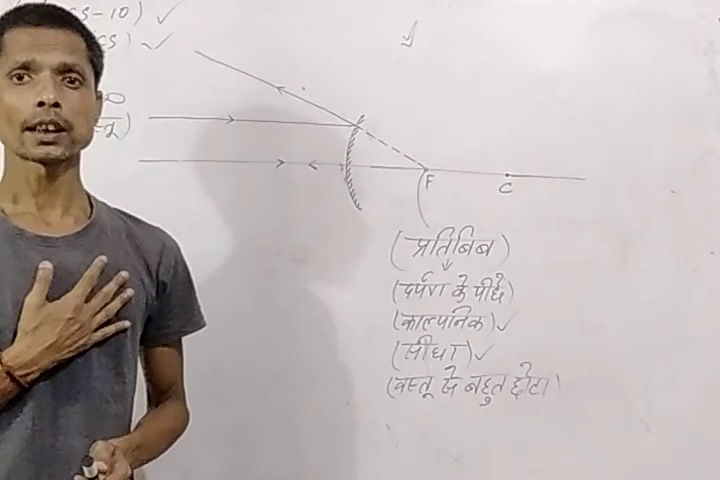 F
C
(प्रतिबिंब)
(दर्पण के पीछे)
(काल्पनिक)
(सीधा)
(वस्तू से बहुत छोटा)